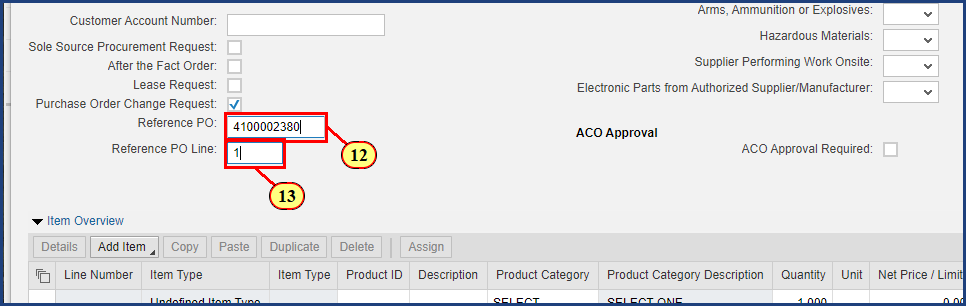 Customer Account Number:
Sole Source Procurement Request:
After the Fact Order:
Lease Request:
Purchase Order Change Request:
Reference PO: 4100002380
12
Reference PO Line: 1
13
Arms, Ammunition or Explosives:
Hazardous Materials:
Supplier Performing Work Onsite:
Electronic Parts from Authorized Supplier/Manufacturer:
ACO Approval
ACO Approval Required:
Item Overview
Details Add Item Copy Paste Duplicate Delete Assign
Line Number Item Type Item Type Product ID Description Product Category Product Category Description Quantity Unit Net Price / Limit
Undefined Item Type SELECT SELECT ONE 1.000